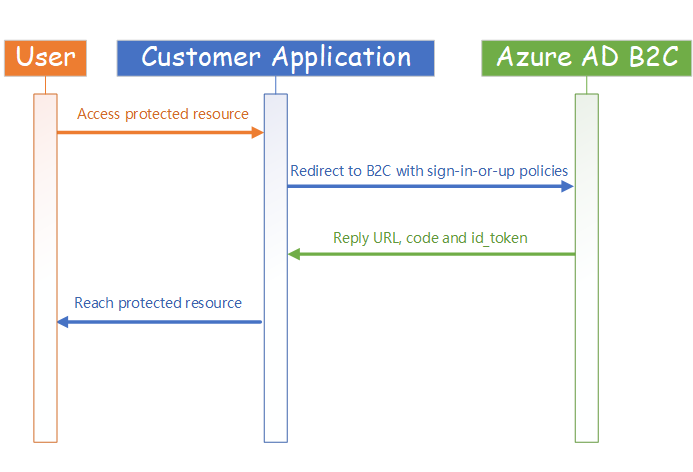 User
Customer Application
Azure AD B2C
Access protected resource
Redirect to B2C with sign-in-or-up policies
Reply URL, code and id_token
Reach protected resource